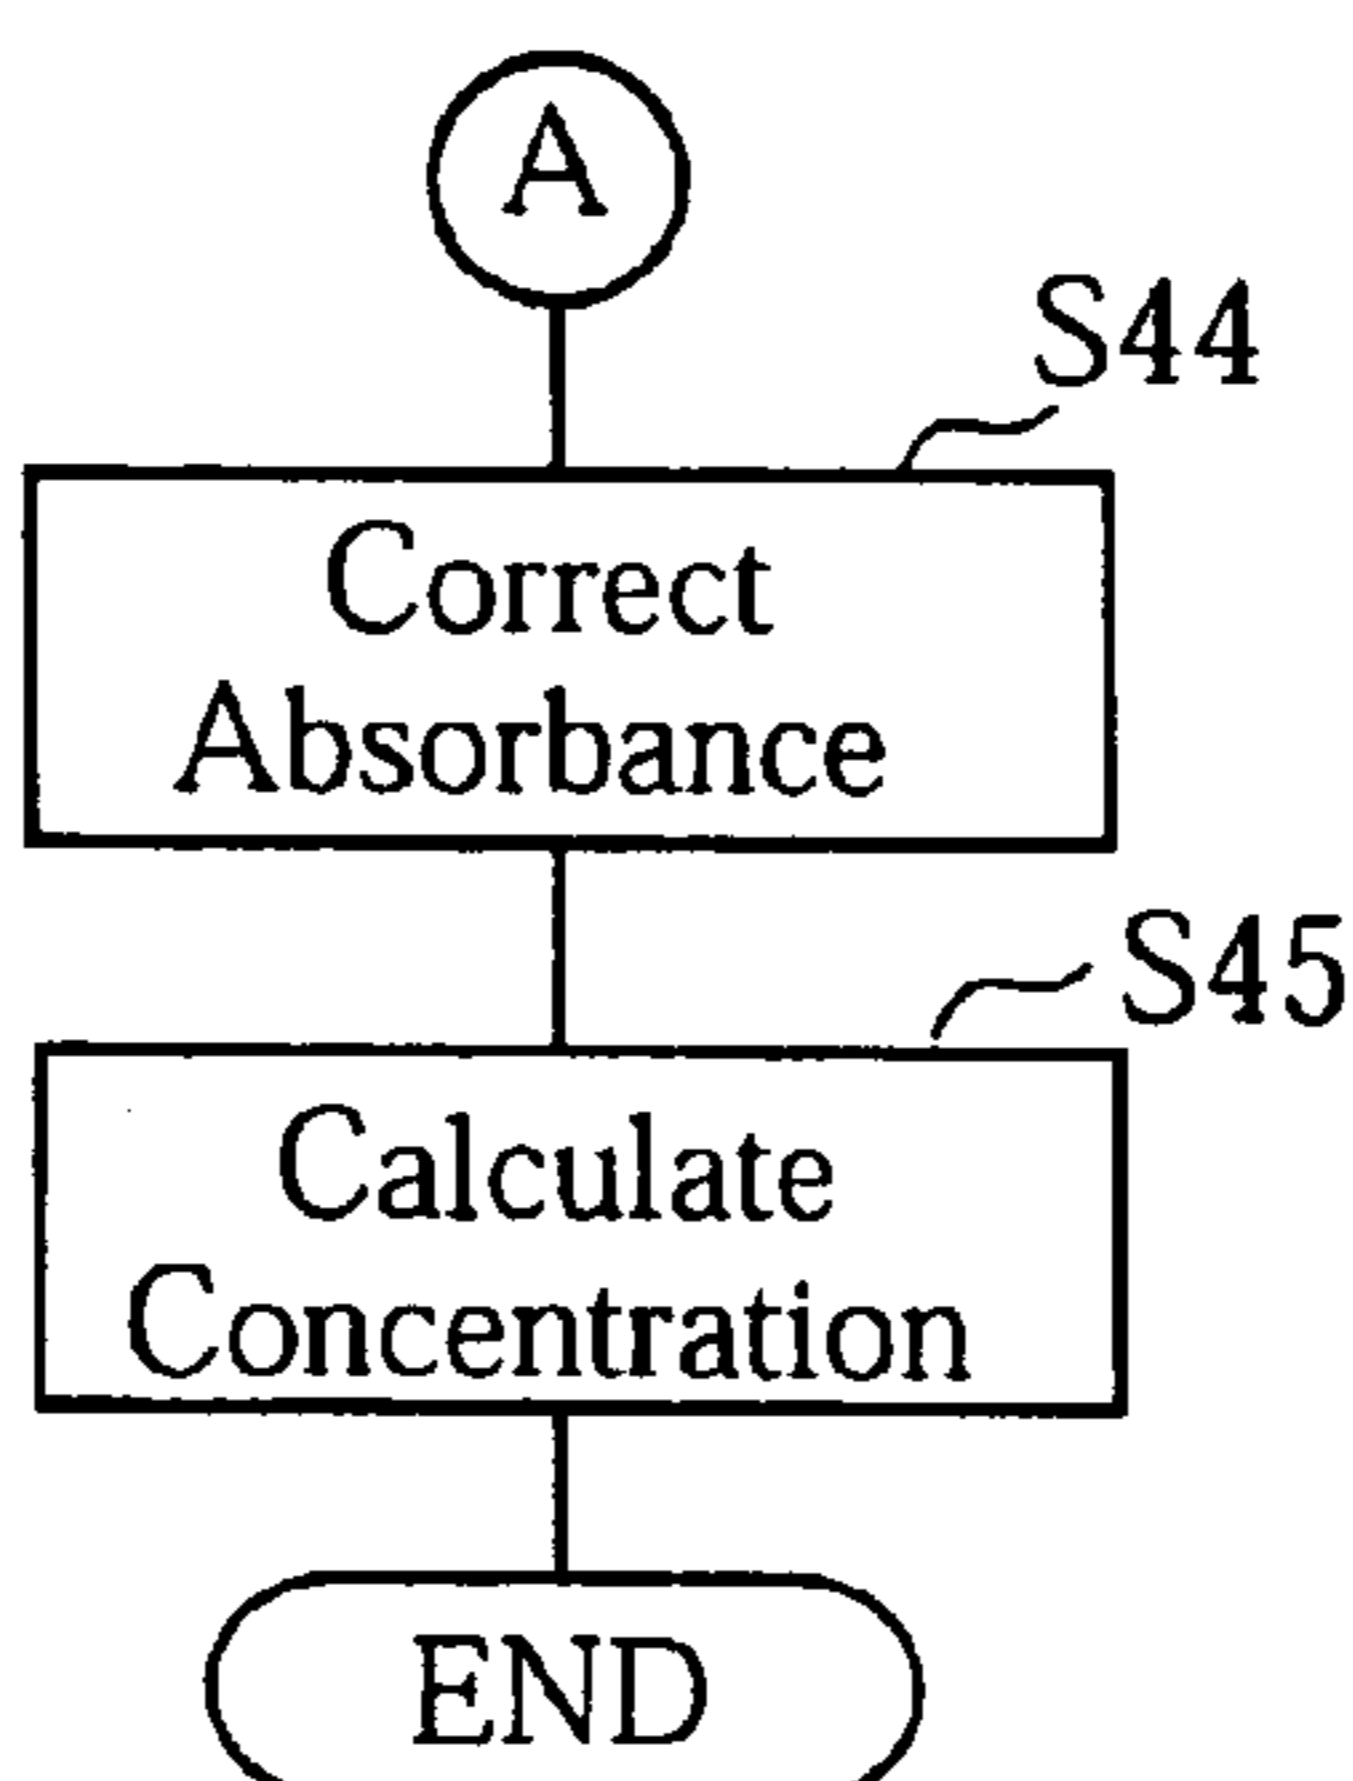 A
S44
Correct
Absorbance
S45
Calculate
Concentration
END